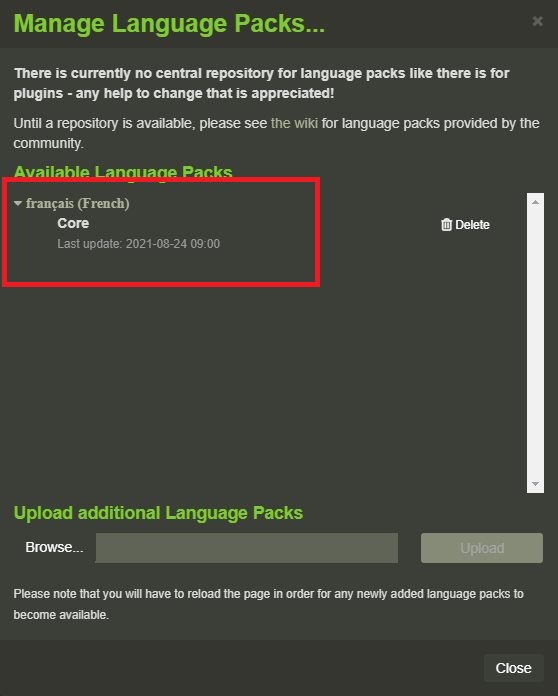 Manage Language Packs...
There is currently no central repository for language packs like there is for
plugins - any help to change that is appreciated!
Until a repository is available, please see the wiki for language packs provided by the
community.
Available Language Packs
français (French)
Core
Delete
Last update: 2021-08-24 09:00
Upload additional Language Packs
Browse...
Upload
Please note that you will have to reload the page in order for any newly added language packs to
become available.
Close